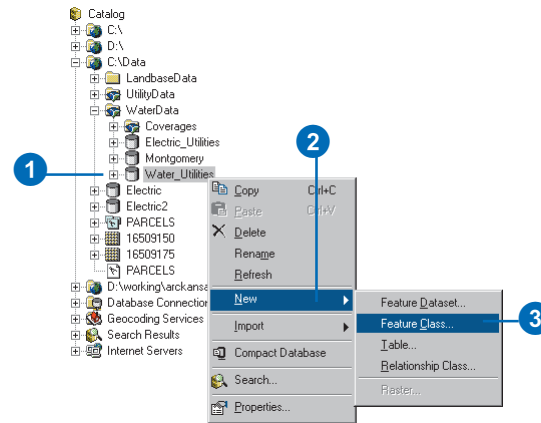 Catalog
C:\
D:\
C:\Data
LandbaseData
UtilityData
WaterData
Coverages
Electric_Utilities
Montgomery
Water_Utilities
Electric
Electric2
PARCELS
16509150
16509175
PARCELS
D:\working\arckansa
Database Connection
Geocoding Services
Search Results
Internet Servers
1
2
3
Copy Ctrl+C
Paste Ctrl+V
Delete
Rename
Refresh
New
Import
Compact Database
Search...
Properties...
Feature Dataset...
Feature Class...
Table...
Relationship Class...
Raster...